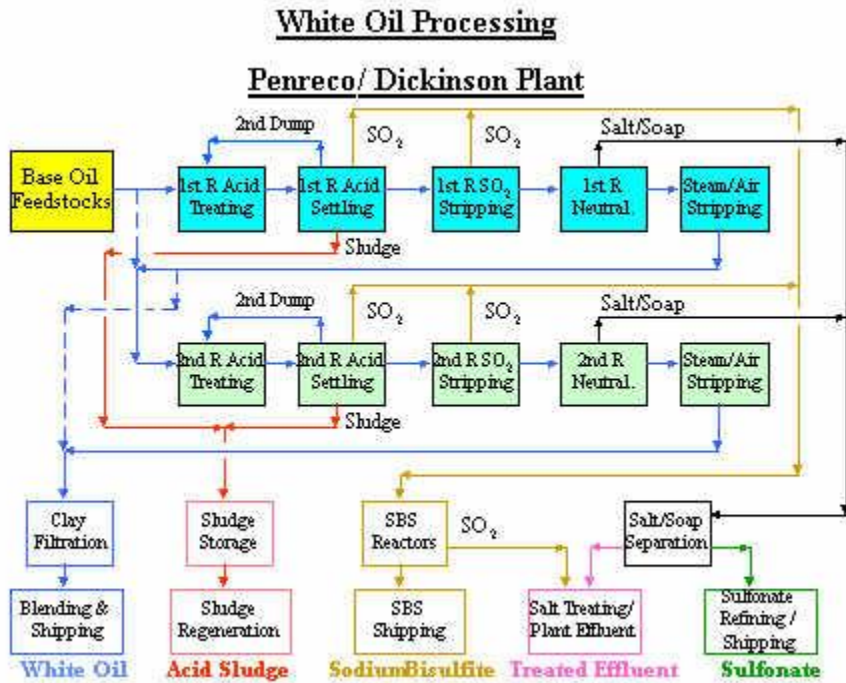 White Oil Processing
Penreco/ Dickinson Plant
2nd Dump
SO2
SO2
Salt/Soap
Base Oil
Feedstocks
1st R Acid
Treating
1st R Acid
Settling
1st R SO2
Stripping
1st R
Neutral.
Steam/Air
Stripping
Sludge
2nd Dump
SO2
SO2
Salt/Soap
2nd R Acid
Treating
2nd R Acid
Settling
2nd R SO2
Stripping
2nd R
Neutral.
Steam/Air
Stripping
Sludge
Clay
Filtration
Sludge
Storage
SBS
Reactors
SO2
Salt/Soap
Separation
Blending &
Shipping
Sludge
Regeneration
SBS
Shipping
Salt Treating/
Plant Effluent
Sulfonate
Refining /
Shipping
White Oil
Acid Sludge
SodiumBisulfite
Treated Effluent
Sulfonate